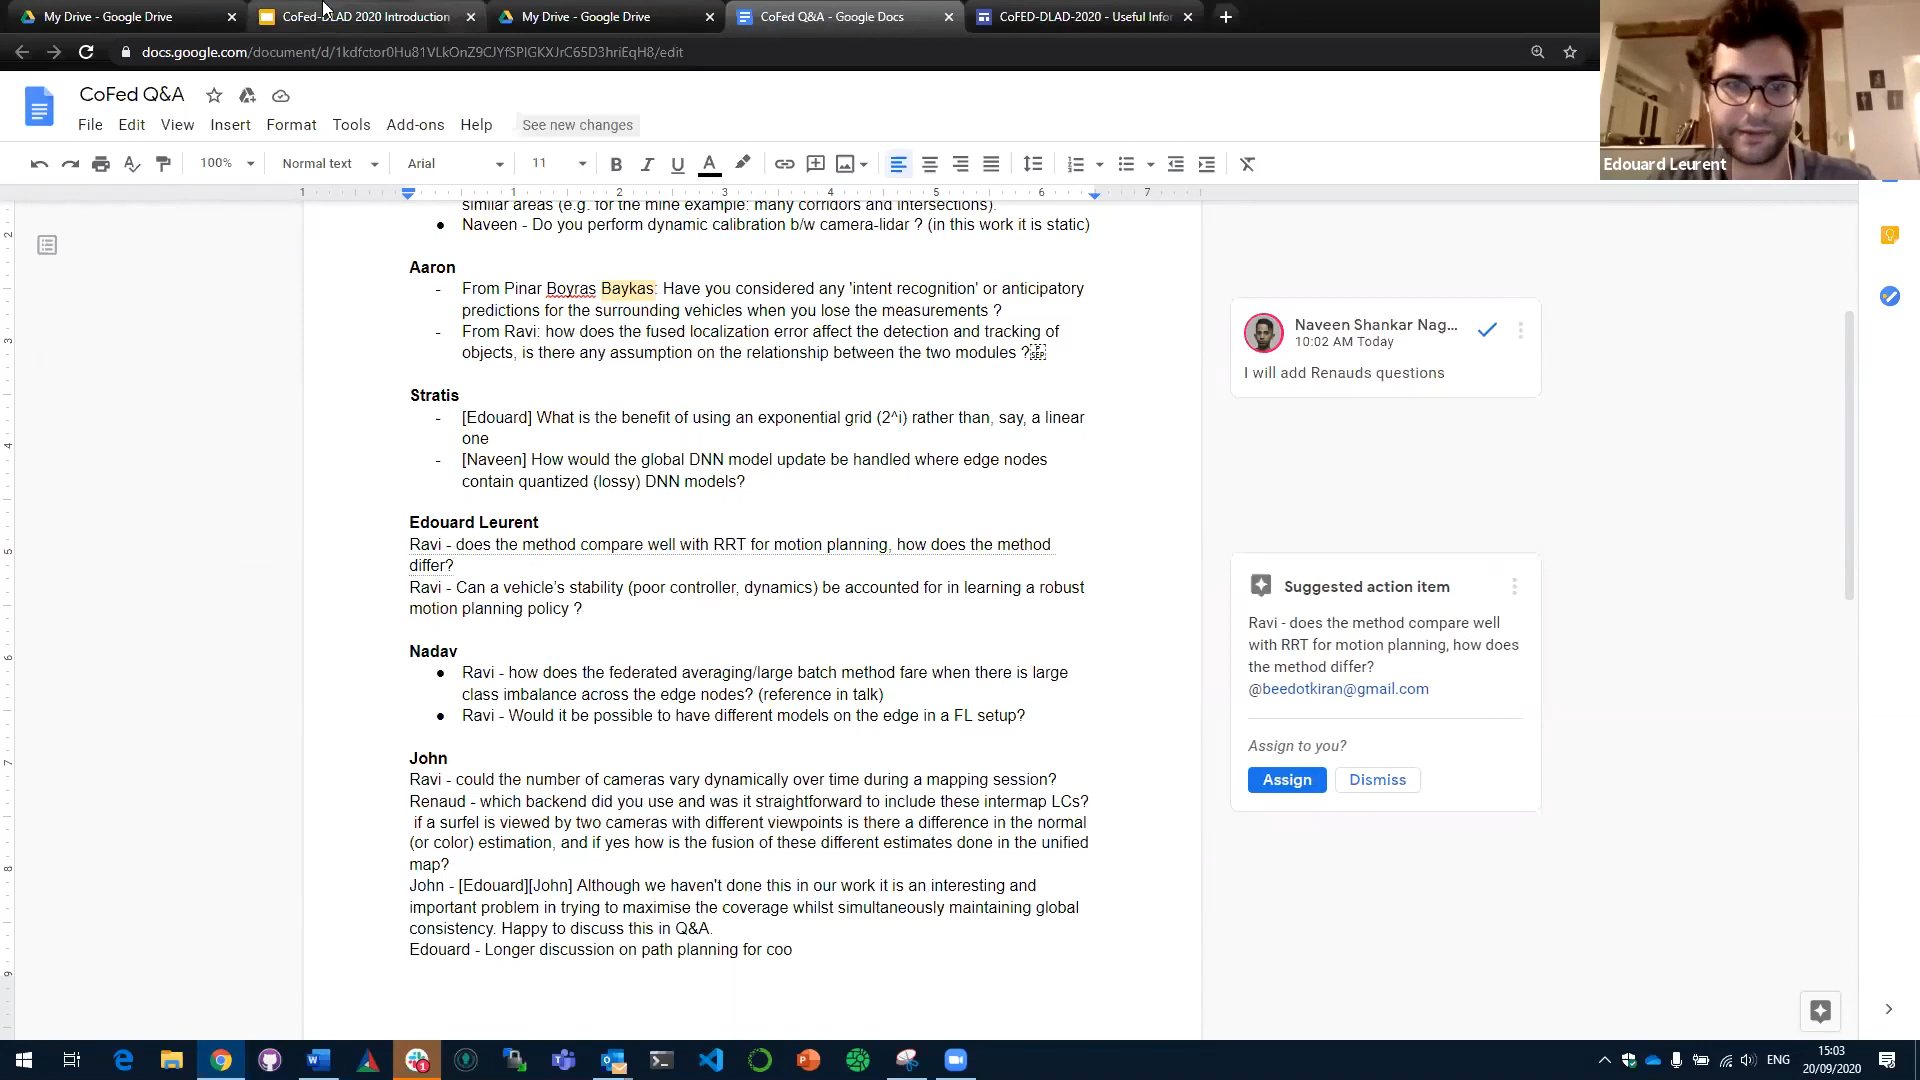 My Drive - Google Drive
CoFed-DLAD 2020 Introduction
My Drive - Google Drive
CoFed Q&A - Google Docs
CoFED-DLAD-2020 - Useful Infor
docs.google.com/document/d/1kdfctor0Hu81VLkOnZ9CJYfSPlGKXJrC65D3hriEqH8/edit
CoFed Q&A
File Edit View Insert Format Tools Add-ons Help See new changes
100% Normal text Arial 11
Edouard Leurent
1 1 2 3 4 5 6 7
similar areas (e.g. for the mine example: many corridors and intersections).
● Naveen - Do you perform dynamic calibration b/w camera-lidar ? (in this work it is static)
Aaron
- From Pinar Boyras Baykas: Have you considered any 'intent recognition' or anticipatory
predictions for the surrounding vehicles when you lose the measurements ?
- From Ravi: how does the fused localization error affect the detection and tracking of
objects, is there any assumption on the relationship between the two modules ?
Stratis
- [Edouard] What is the benefit of using an exponential grid (2^i) rather than, say, a linear
one
- [Naveen] How would the global DNN model update be handled where edge nodes
contain quantized (lossy) DNN models?
Edouard Leurent
Ravi - does the method compare well with RRT for motion planning, how does the method
differ?
Ravi - Can a vehicle's stability (poor controller, dynamics) be accounted for in learning a robust
motion planning policy ?
Nadav
● Ravi - how does the federated averaging/large batch method fare when there is large
class imbalance across the edge nodes? (reference in talk)
● Ravi - Would it be possible to have different models on the edge in a FL setup?
John
Ravi - could the number of cameras vary dynamically over time during a mapping session?
Renaud - which backend did you use and was it straightforward to include these intermap LCs?
if a surfel is viewed by two cameras with different viewpoints is there a difference in the normal
(or color) estimation, and if yes how is the fusion of these different estimates done in the unified
map?
John - [Edouard][John] Although we haven't done this in our work it is an interesting and
important problem in trying to maximise the coverage whilst simultaneously maintaining global
consistency. Happy to discuss this in Q&A.
Edouard - Longer discussion on path planning for coo
Naveen Shankar Nag...
10:02 AM Today
I will add Renauds questions
Suggested action item
Ravi - does the method compare well
with RRT for motion planning, how does
the method differ?
@beedotkiran@gmail.com
Assign to you?
Assign Dismiss
2
3
4
5
6
7
8
9
ENG
15:03
20/09/2020